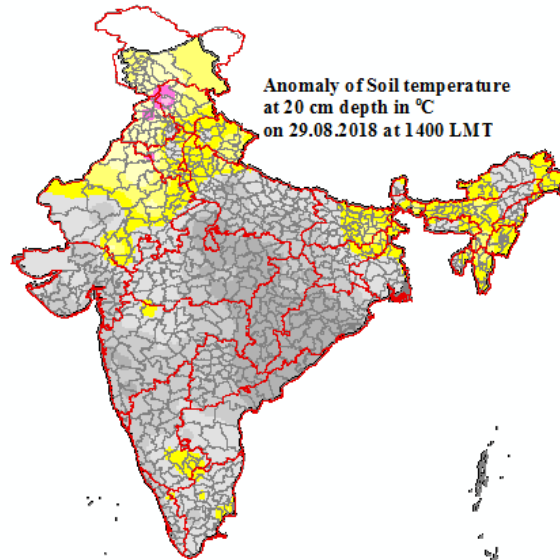 Anomaly of Soil temperature
at 20 cm depth in °C
on 29.08.2018 at 1400 LMT